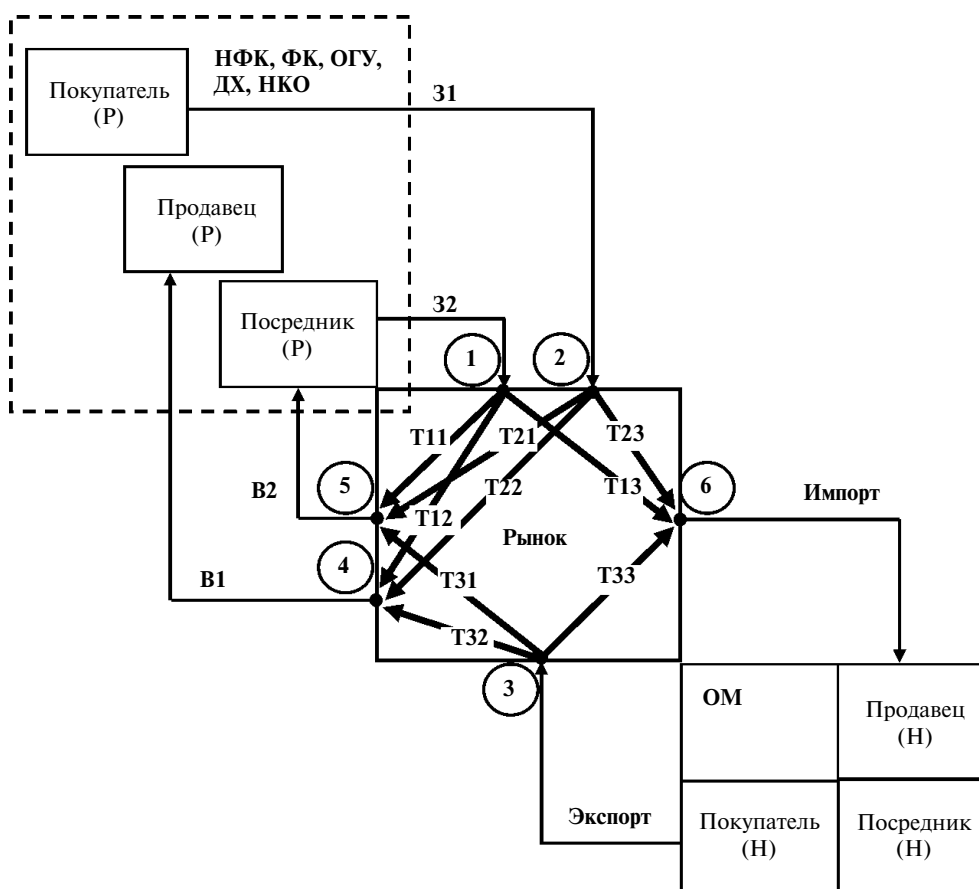 НФК, ФК, ОГУ,
ДХ, НКО
Покупатель
(Р)
З1
Продавец
(Р)
З2
Посредник
(Р)
1
2
Т11
Т21
Т23
5
В2
Т22
Т13
6
Импорт
Т12
Рынок
4
В1
Т31
Т33
Т32
3
ОМ
Продавец
(Н)
Экспорт
Покупатель
(Н)
Посредник
(Н)